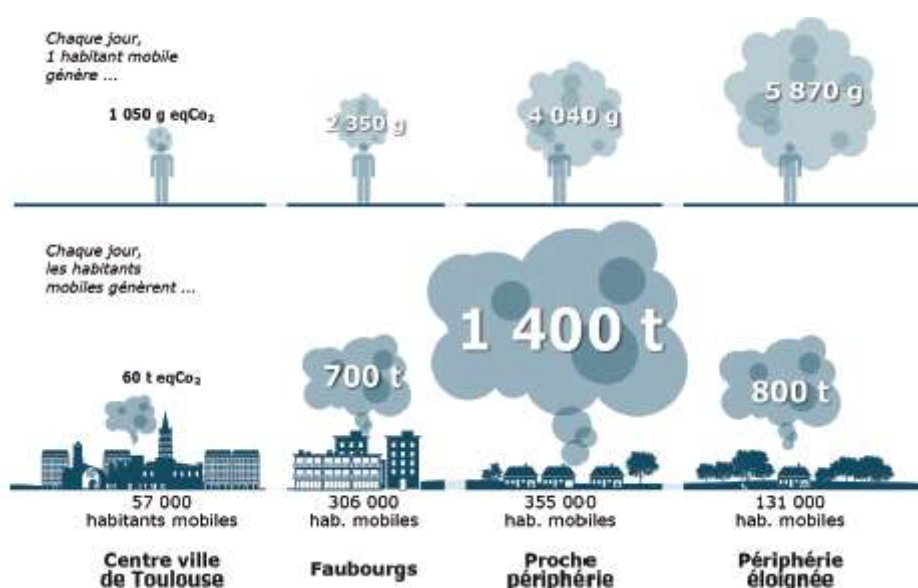 Chaque jour,
1 habitant mobile
génère ...
1 050 g eqCo₂
2 350 g
4 040 g
5 870 g
Chaque jour,
les habitants
mobiles génèrent ...
60 t eqCo₂
700 t
1 400 t
800 t
57 000
habitants mobiles
306 000
hab. mobiles
355 000
hab. mobiles
131 000
hab. mobiles
Centre ville
de Toulouse
Faubourgs
Proche
périphérie
Périphérie
éloignée